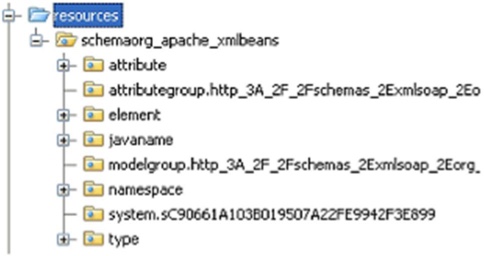 resources
schemaorg_apache_xmlbeans
attribute
attributegroup.http_3A_2F_2Fschemas_2Exmlsoap_2Eo
element
javaname
modelgroup.http_3A_2F_2Fschemas_2Exmlsoap_2Eorg_
namespace
system.sC90661A103B019507A22FE9942F3E899
type